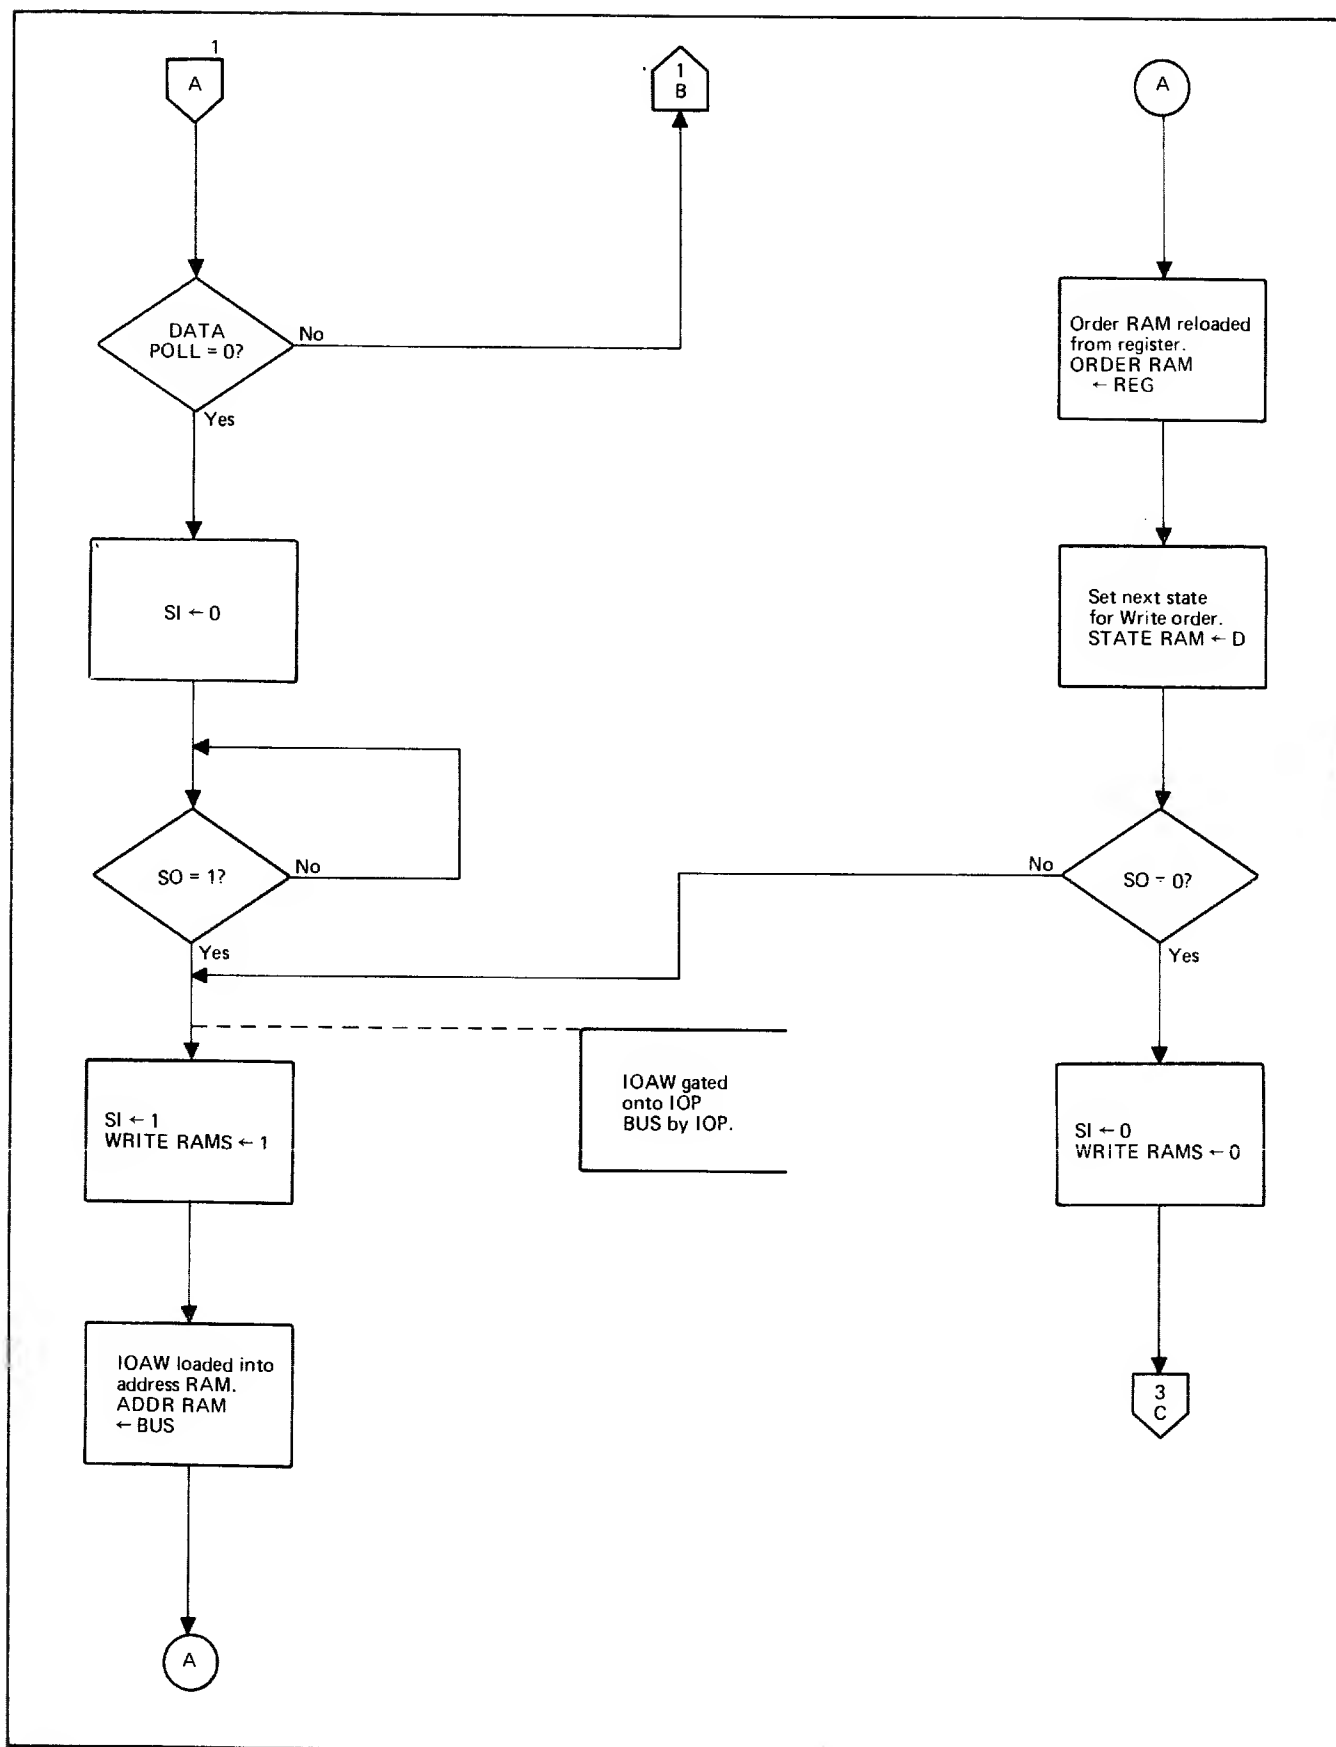 1
A
DATA
POLL = 0?
No
Yes
SI ← 0
SO = 1?
No
Yes
SI ← 1
WRITE RAMS ← 1
IOAW loaded into
address RAM.
ADDR RAM
← BUS
A
1
B
IOAW gated
onto IOP
BUS by IOP.
A
Order RAM reloaded
from register.
ORDER RAM
← REG
Set next state
for Write order.
STATE RAM ← D
No
SO = 0?
Yes
SI ← 0
WRITE RAMS ← 0
3
C